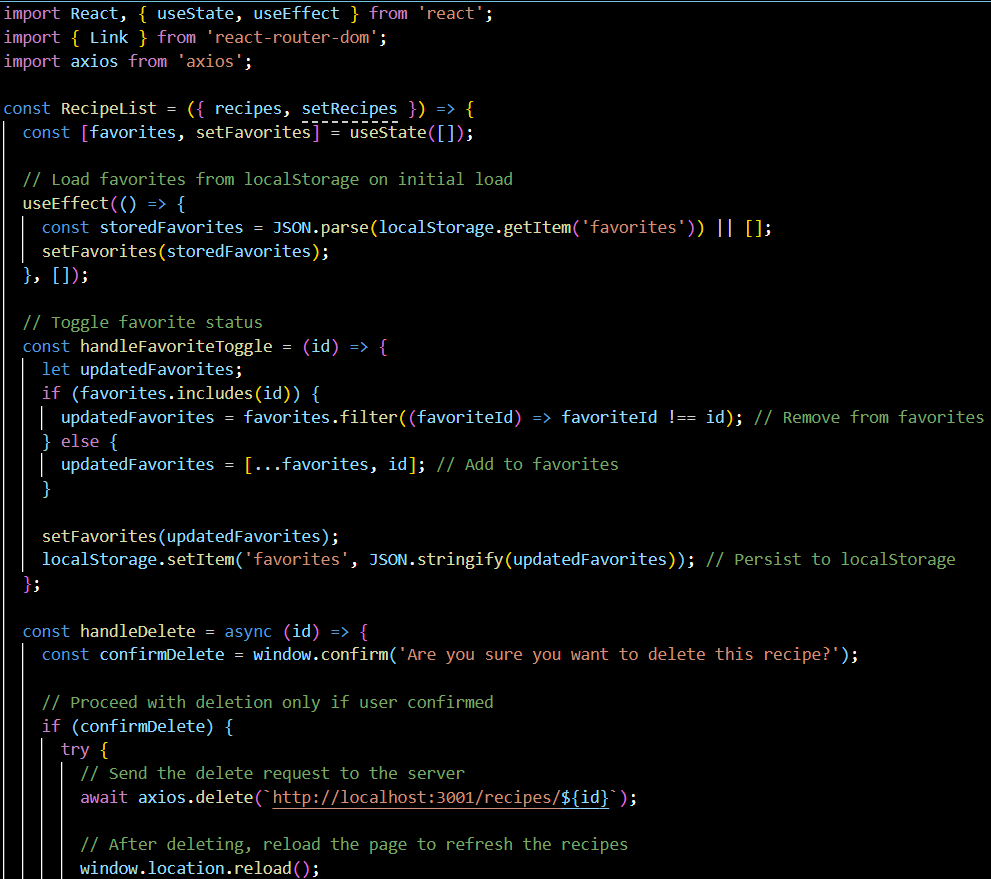 import React, { useState, useEffect } from 'react';
import { Link } from 'react-router-dom';
import axios from 'axios';

const RecipeList = ({ recipes, setRecipes }) => {
  const [favorites, setFavorites] = useState([]);

  // Load favorites from localStorage on initial load
  useEffect(() => {
    const storedFavorites = JSON.parse(localStorage.getItem('favorites')) || [];
    setFavorites(storedFavorites);
  }, []);

  // Toggle favorite status
  const handleFavoriteToggle = (id) => {
    let updatedFavorites;
    if (favorites.includes(id)) {
      updatedFavorites = favorites.filter((favoriteId) => favoriteId !== id); // Remove from favorites
    } else {
      updatedFavorites = [...favorites, id]; // Add to favorites
    }

    setFavorites(updatedFavorites);
    localStorage.setItem('favorites', JSON.stringify(updatedFavorites)); // Persist to localStorage
  };

  const handleDelete = async (id) => {
    const confirmDelete = window.confirm('Are you sure you want to delete this recipe?');

    // Proceed with deletion only if user confirmed
    if (confirmDelete) {
      try {
        // Send the delete request to the server
        await axios.delete(`http://localhost:3001/recipes/${id}`);

        // After deleting, reload the page to refresh the recipes
        window.location.reload();